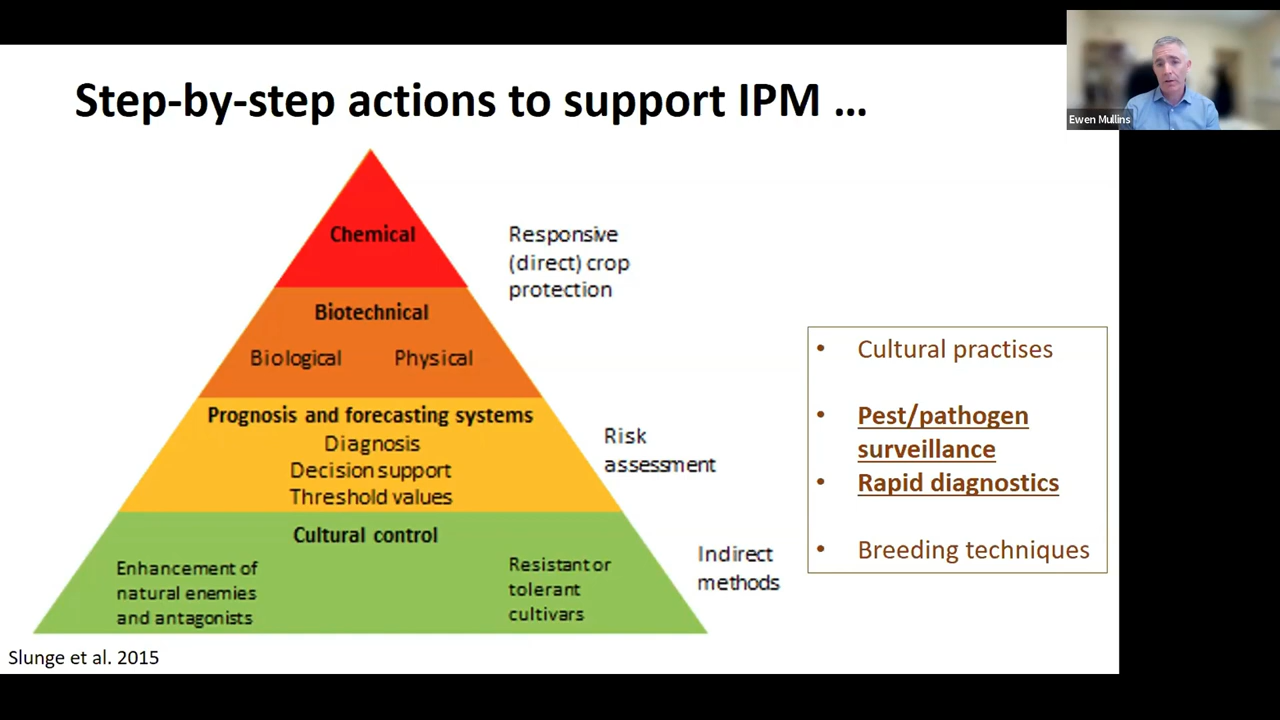 Step-by-step actions to support IPM ...
Ewen Mullins
Chemical
Responsive
(direct) crop
protection
Biotechnical
Biological Physical
Prognosis and forecasting systems
Diagnosis
Decision support
Threshold values
Risk
assessment
Cultural control
Enhancement of
natural enemies
and antagonists
Resistant or
tolerant
cultivars
Indirect
methods
• Cultural practises
• Pest/pathogen
surveillance
• Rapid diagnostics
• Breeding techniques
Slunge et al. 2015